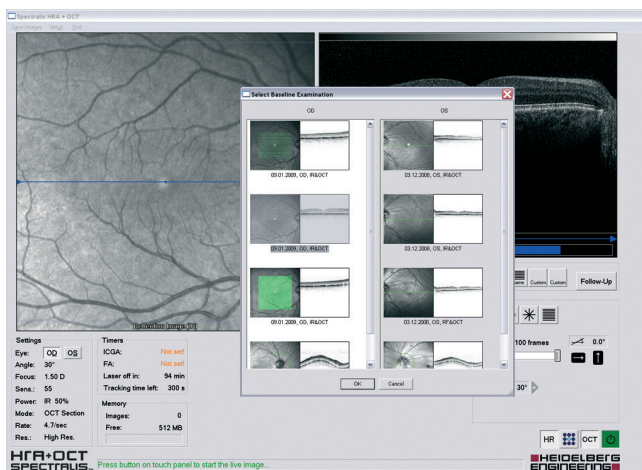 Spectralis HRA + OCT
Save Images Setup Exit
Select Baseline Examination
OD
OS
09.01.2009, OD, IR&OCT
03.12.2008, OS, IR&OCT
09.01.2009, OD, IR&OCT
03.12.2008, OS, IR&OCT
09.01.2009, OD, IR&OCT
03.12.2008, OS, RF&OCT
OK
Cancel
Custom
Custom
Follow-Up
100 frames
0.0°
30°
Settings
Eye: OD OS
Angle: 30°
Focus: 1.50 D
Sens.: 55
Power: IR 50%
Mode: OCT Section
Rate: 4.7/sec
Res.: High Res.
Timers
ICGA: Not set!
FA: Not set!
Laser off in: 94 min
Tracking time left: 300 s
Memory
Images: 0
Free: 512 MB
HR
OCT
HRA+OCT
SPECTRALIS
Press button on touch panel to start the live image...
HEIDELBERG
ENGINEERING